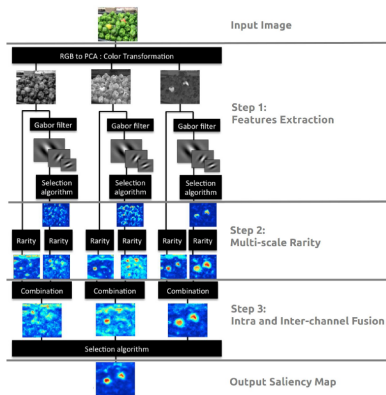 Input Image
RGB to PCA : Color Transformation
Step 1:
Features Extraction
Gabor filter
Gabor filter
Gabor filter
Selection
algorithm
Selection
algorithm
Selection
algorithm
Step 2:
Multi-scale Rarity
Rarity
Rarity
Rarity
Rarity
Rarity
Rarity
Combination
Combination
Combination
Step 3:
Intra and Inter-channel Fusion
Selection algorithm
Output Saliency Map